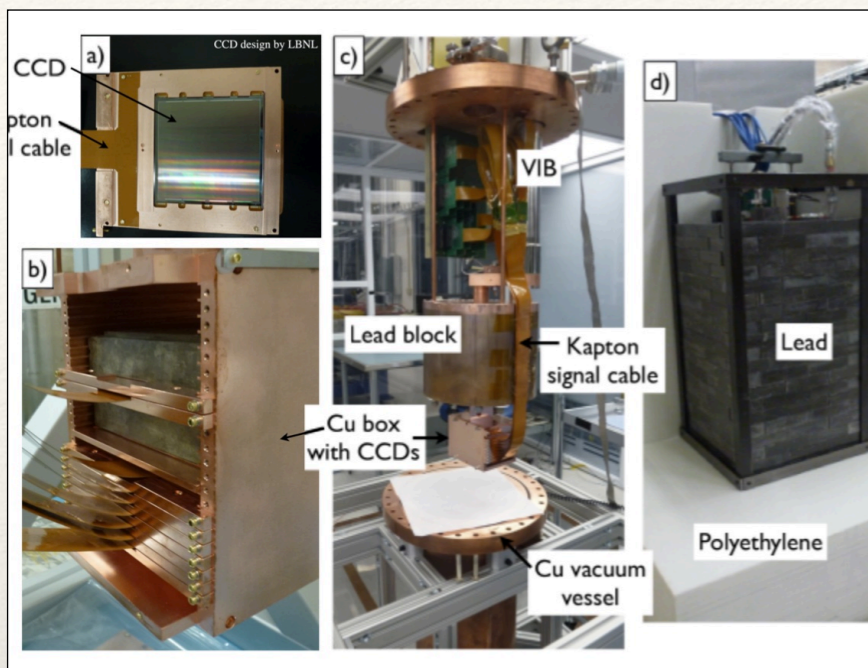 a)
CCD design by LBNL
CCD
pton
l cable
b)
c)
VIB
Lead block
Kapton
signal cable
Cu box
with CCDs
Cu vacuum
vessel
d)
Lead
Polyethylene